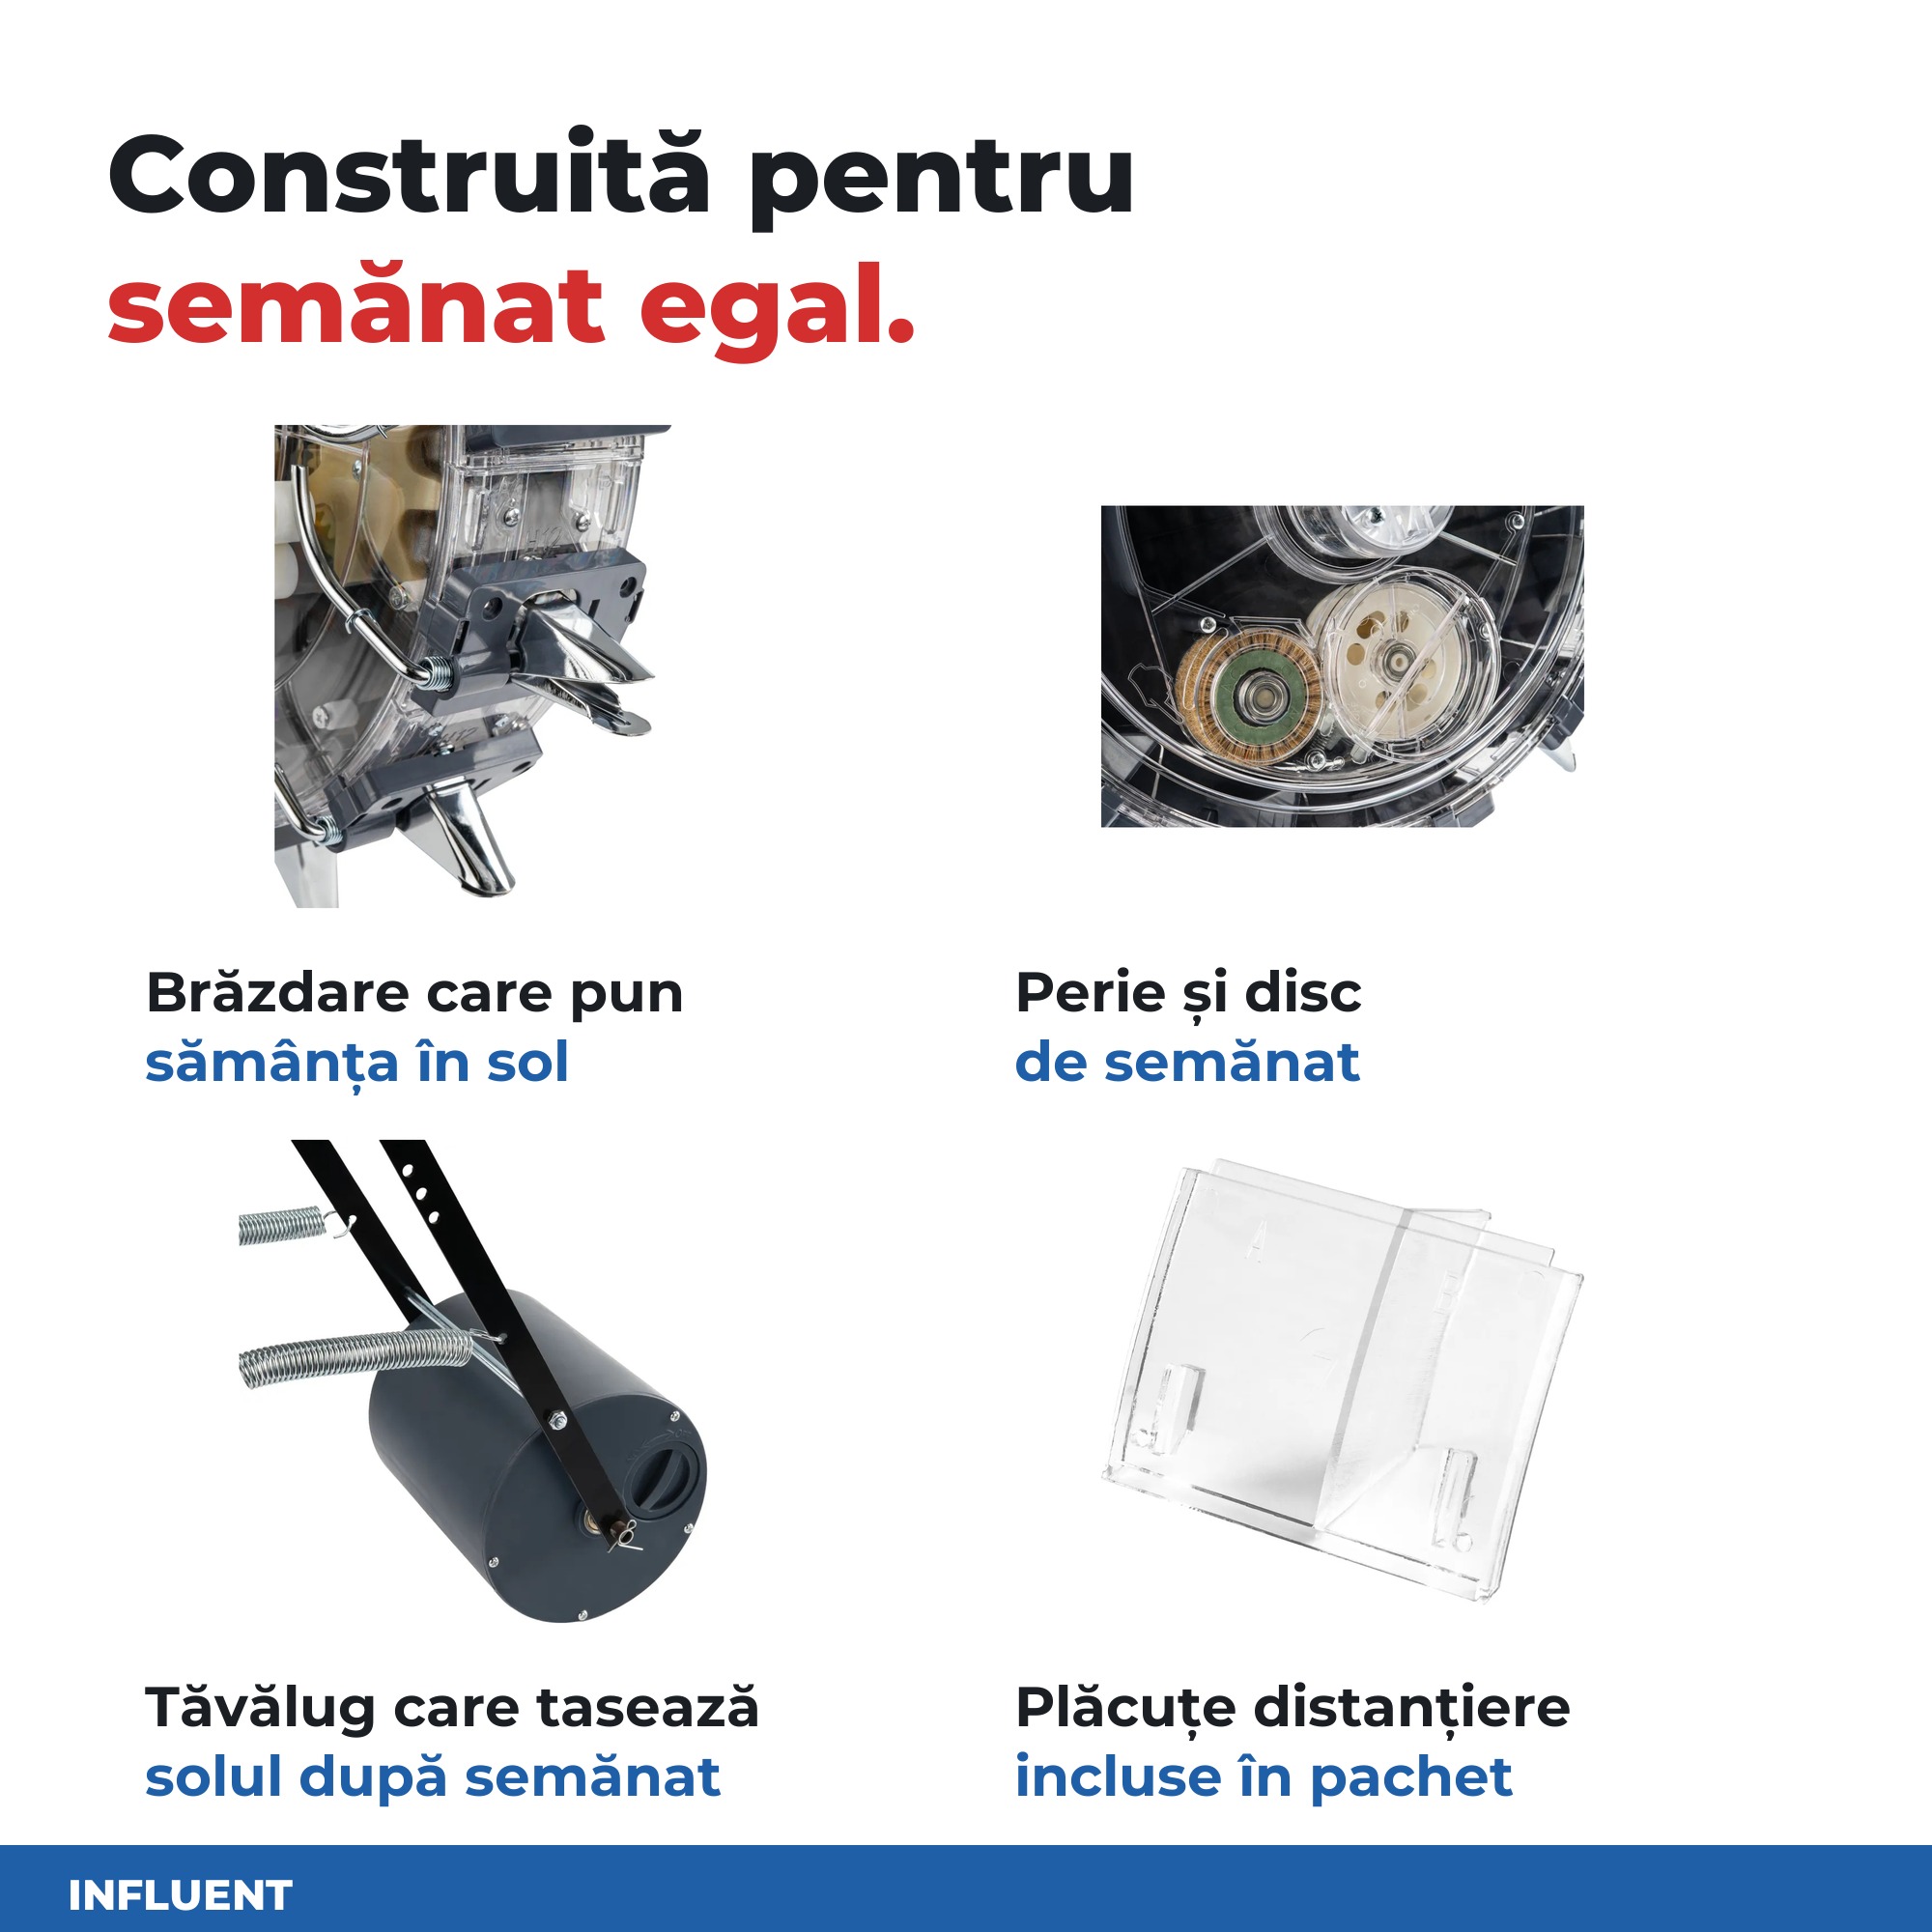 Construită pentru
semănat egal.
Brăzdare care pun
sămânța în sol
Perie și disc
de semănat
Tăvălug care tasează
solul după semănat
Plăcuțe distanțiere
incluse în pachet
INFLUENT